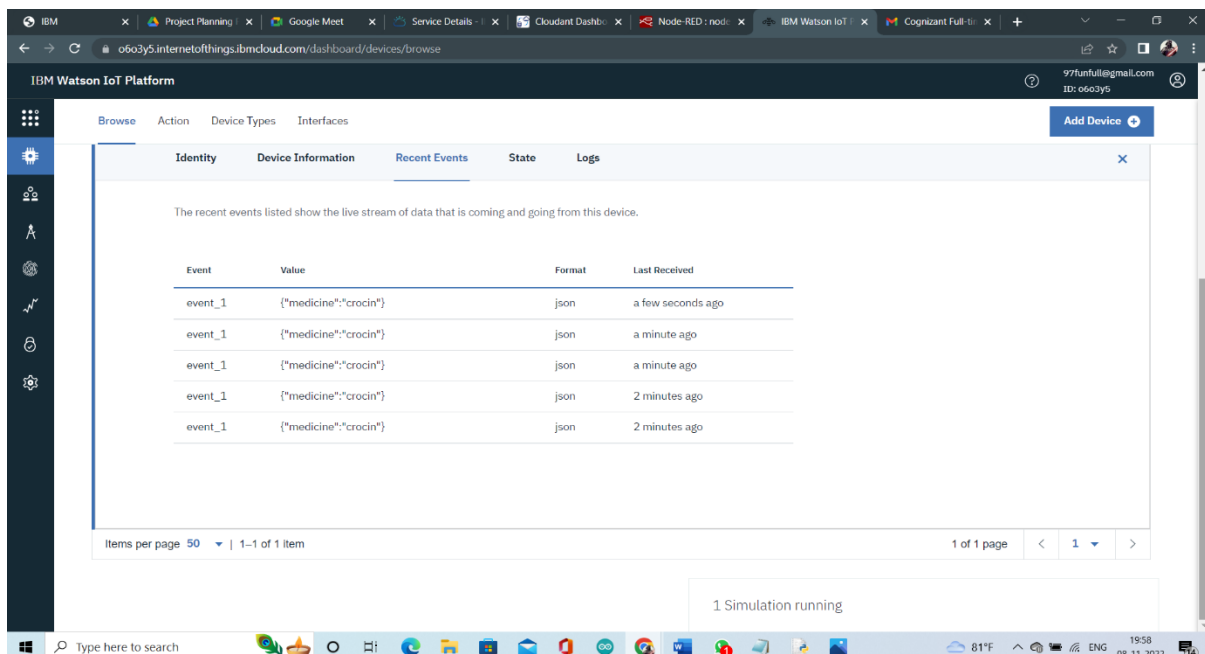 IBM
Project Planning
Google Meet
Service Details - I
Cloudant Dashbo
Node-RED : node
IBM Watson IoT
Cognizant Full-tim
o6o3y5.internetofthings.ibmcloud.com/dashboard/devices/browse
IBM Watson IoT Platform
97funfull@gmail.com
ID: o6o3y5
Browse Action Device Types Interfaces
Add Device
Identity Device Information Recent Events State Logs
The recent events listed show the live stream of data that is coming and going from this device.
Event Value Format Last Received
event_1 {"medicine":"crocin"} json a few seconds ago
event_1 {"medicine":"crocin"} json a minute ago
event_1 {"medicine":"crocin"} json a minute ago
event_1 {"medicine":"crocin"} json 2 minutes ago
event_1 {"medicine":"crocin"} json 2 minutes ago
Items per page 50 | 1–1 of 1 item
1 of 1 page 1
1 Simulation running
Type here to search
81°F ENG
19:58
08-11-2022